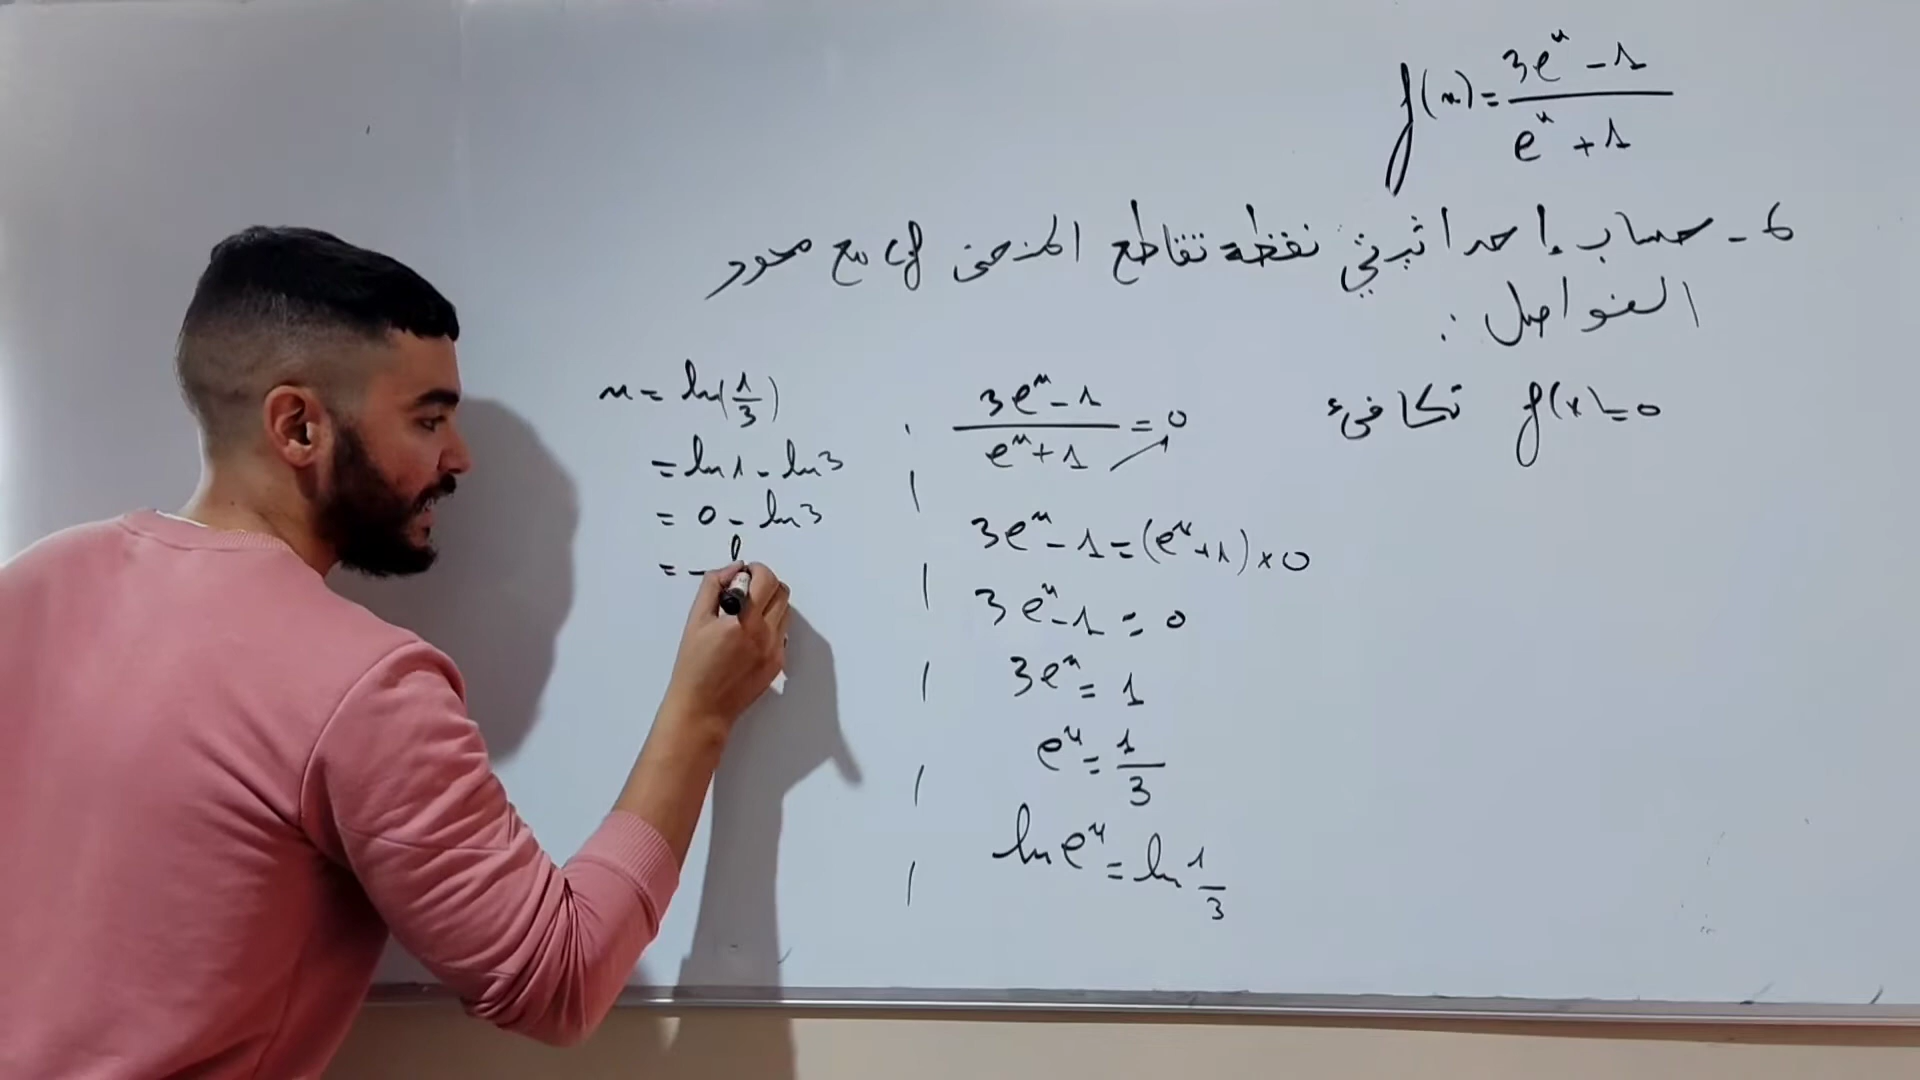 f(x) = (3e^x - 1)/(e^x + 1)
6 - حساب إحداثيتي نقطة تقاطع المنحنى Cf مع محور
الفواصل :
f(x) = 0 تكافئ
(3e^x - 1)/(e^x + 1) = 0
3e^x - 1 = (e^x + 1) × 0
3e^x - 1 = 0
3e^x = 1
e^x = 1/3
ln e^x = ln 1/3
x = ln(1/3)
= ln1 - ln3
= 0 - ln3
= - l